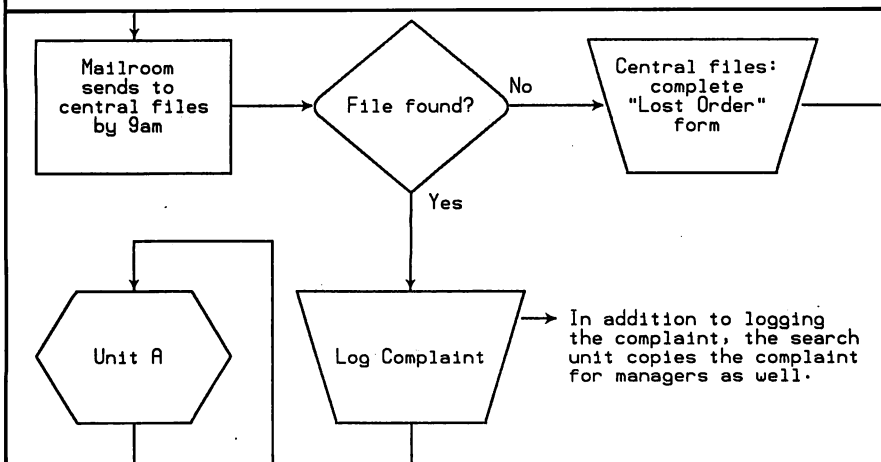 Mailroom
sends to
central files
by 9am
File found?
No
Central files:
complete
"Lost Order"
form
Yes
Unit A
Log Complaint
In addition to logging
the complaint, the search
unit copies the complaint
for managers as well.